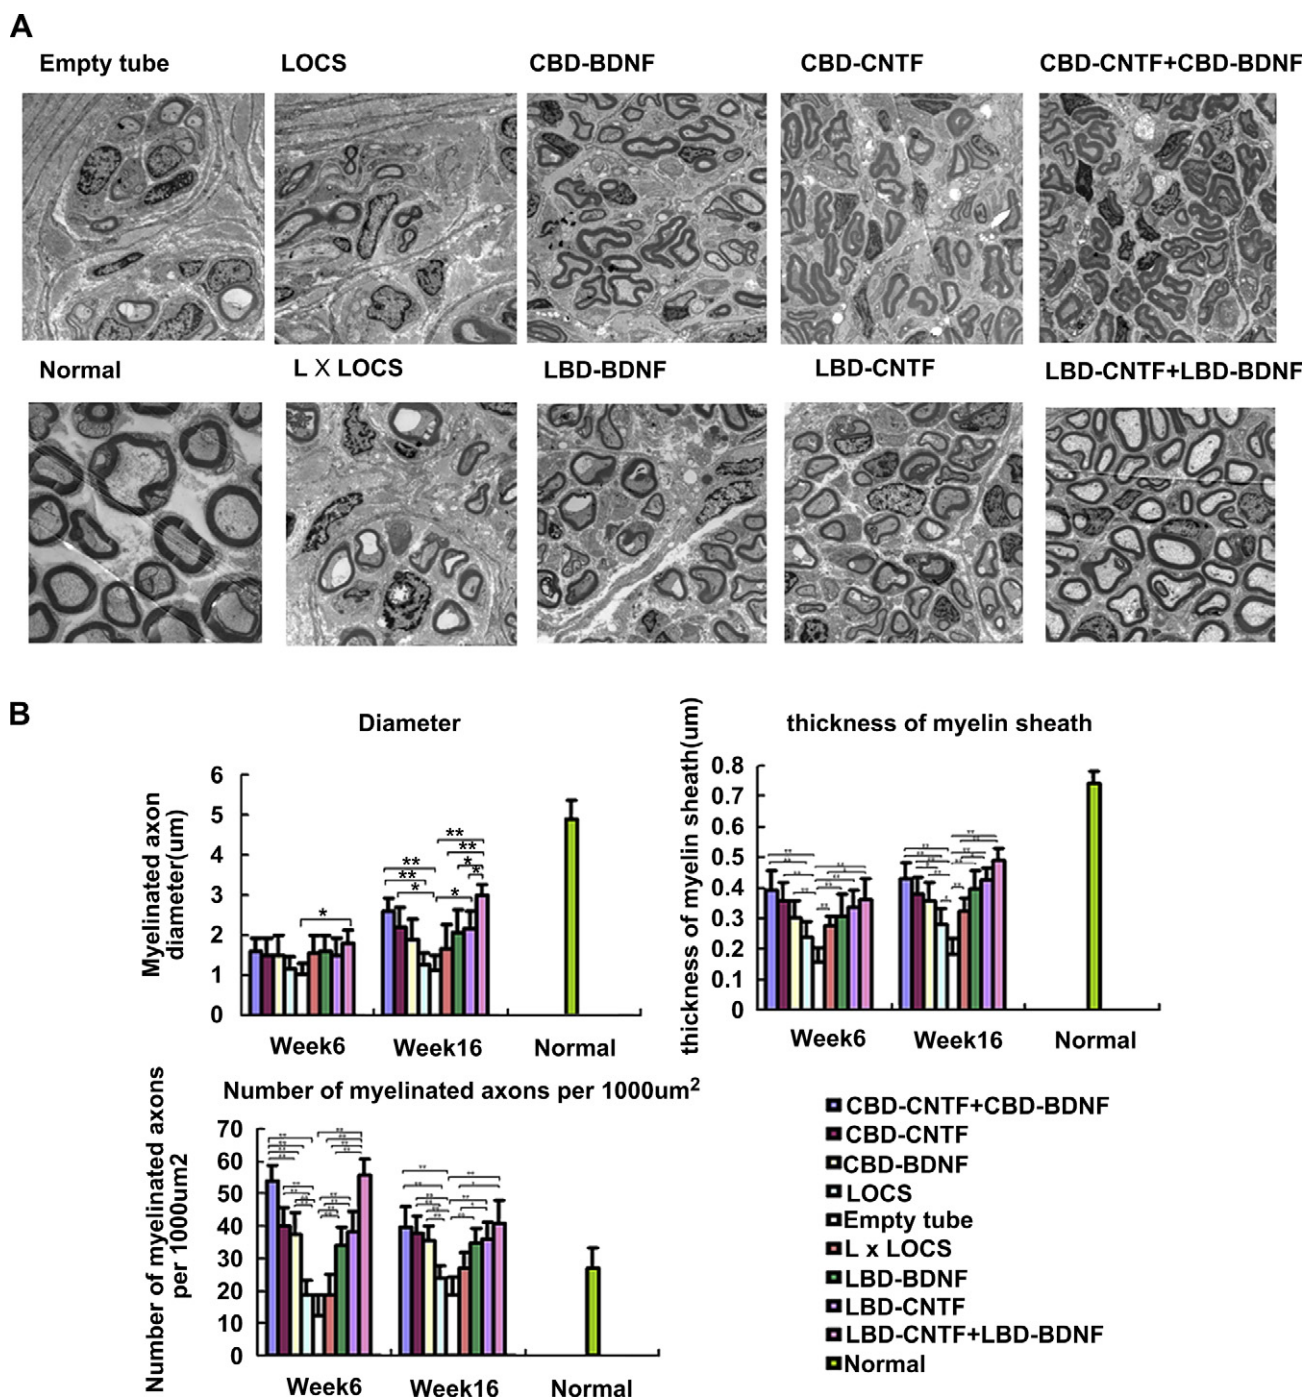 A
Empty tube
LOCS
CBD-BDNF
CBD-CNTF
CBD-CNTF+CBD-BDNF
Normal
L X LOCS
LBD-BDNF
LBD-CNTF
LBD-CNTF+LBD-BDNF
B
Diameter
Myelinated axon
diameter(um)
6
5
4
3
2
1
0
*
**
**
*
**
**
*
*
*
Week6
Week16
Normal
thickness of myelin sheath
thickness of myelin sheath(um)
0.8
0.7
0.6
0.5
0.4
0.3
0.2
0.1
0
Week6
Week16
Normal
Number of myelinated axons per 1000um2
Number of myelinated axons
per 1000um2
70
60
50
40
30
20
10
0
Week6
Week16
Normal
CBD-CNTF+CBD-BDNF
CBD-CNTF
CBD-BDNF
LOCS
Empty tube
L x LOCS
LBD-BDNF
LBD-CNTF
LBD-CNTF+LBD-BDNF
Normal